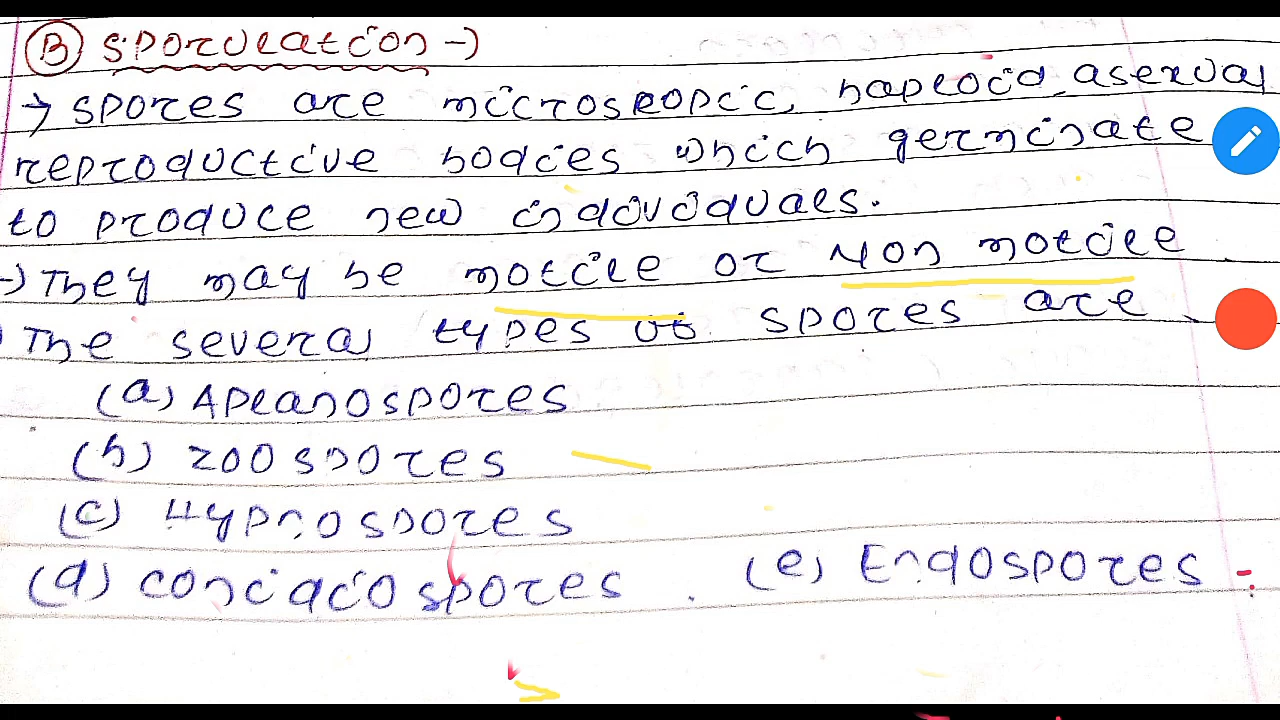 (B) Sporulation →
→ Spores are microscopic, haploid, asexual
reproductive bodies which germinate
to produce new individuals.
→ They may be motile or Non motile
The several types of spores are
(a) Aplanospores
(b) zoospores
(c) Hypnospores
(d) conidiospores. (e) Endospores